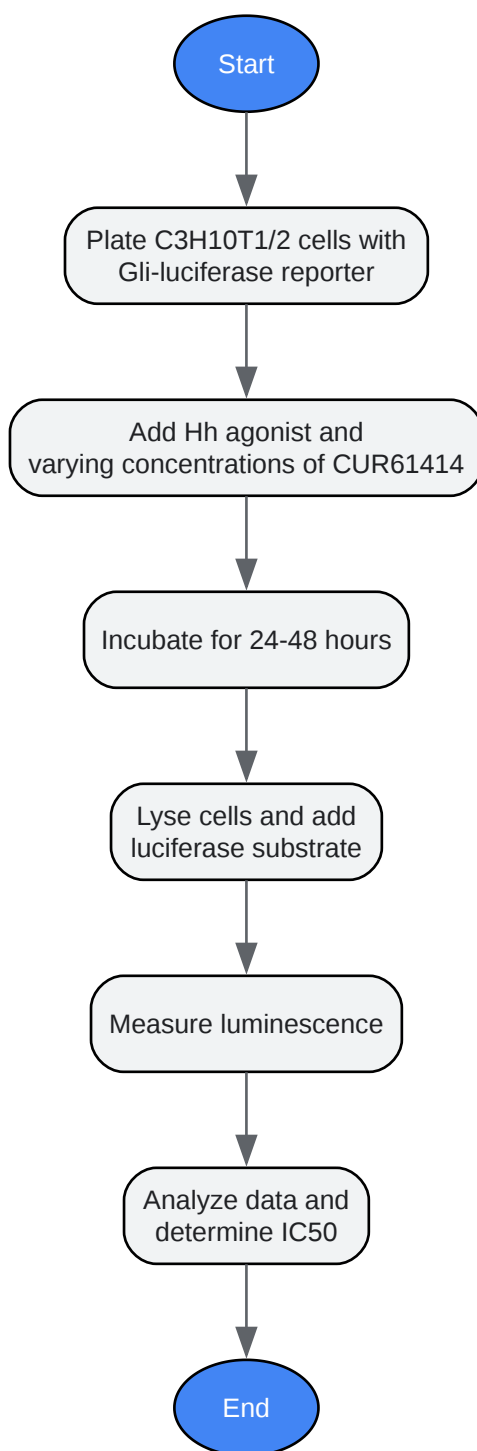 Start
Plate C3H10T1/2 cells with
Gli-luciferase reporter
Add Hh agonist and
varying concentrations of CUR61414
Incubate for 24-48 hours
Lyse cells and add
luciferase substrate
Measure luminescence
Analyze data and
determine IC50
End